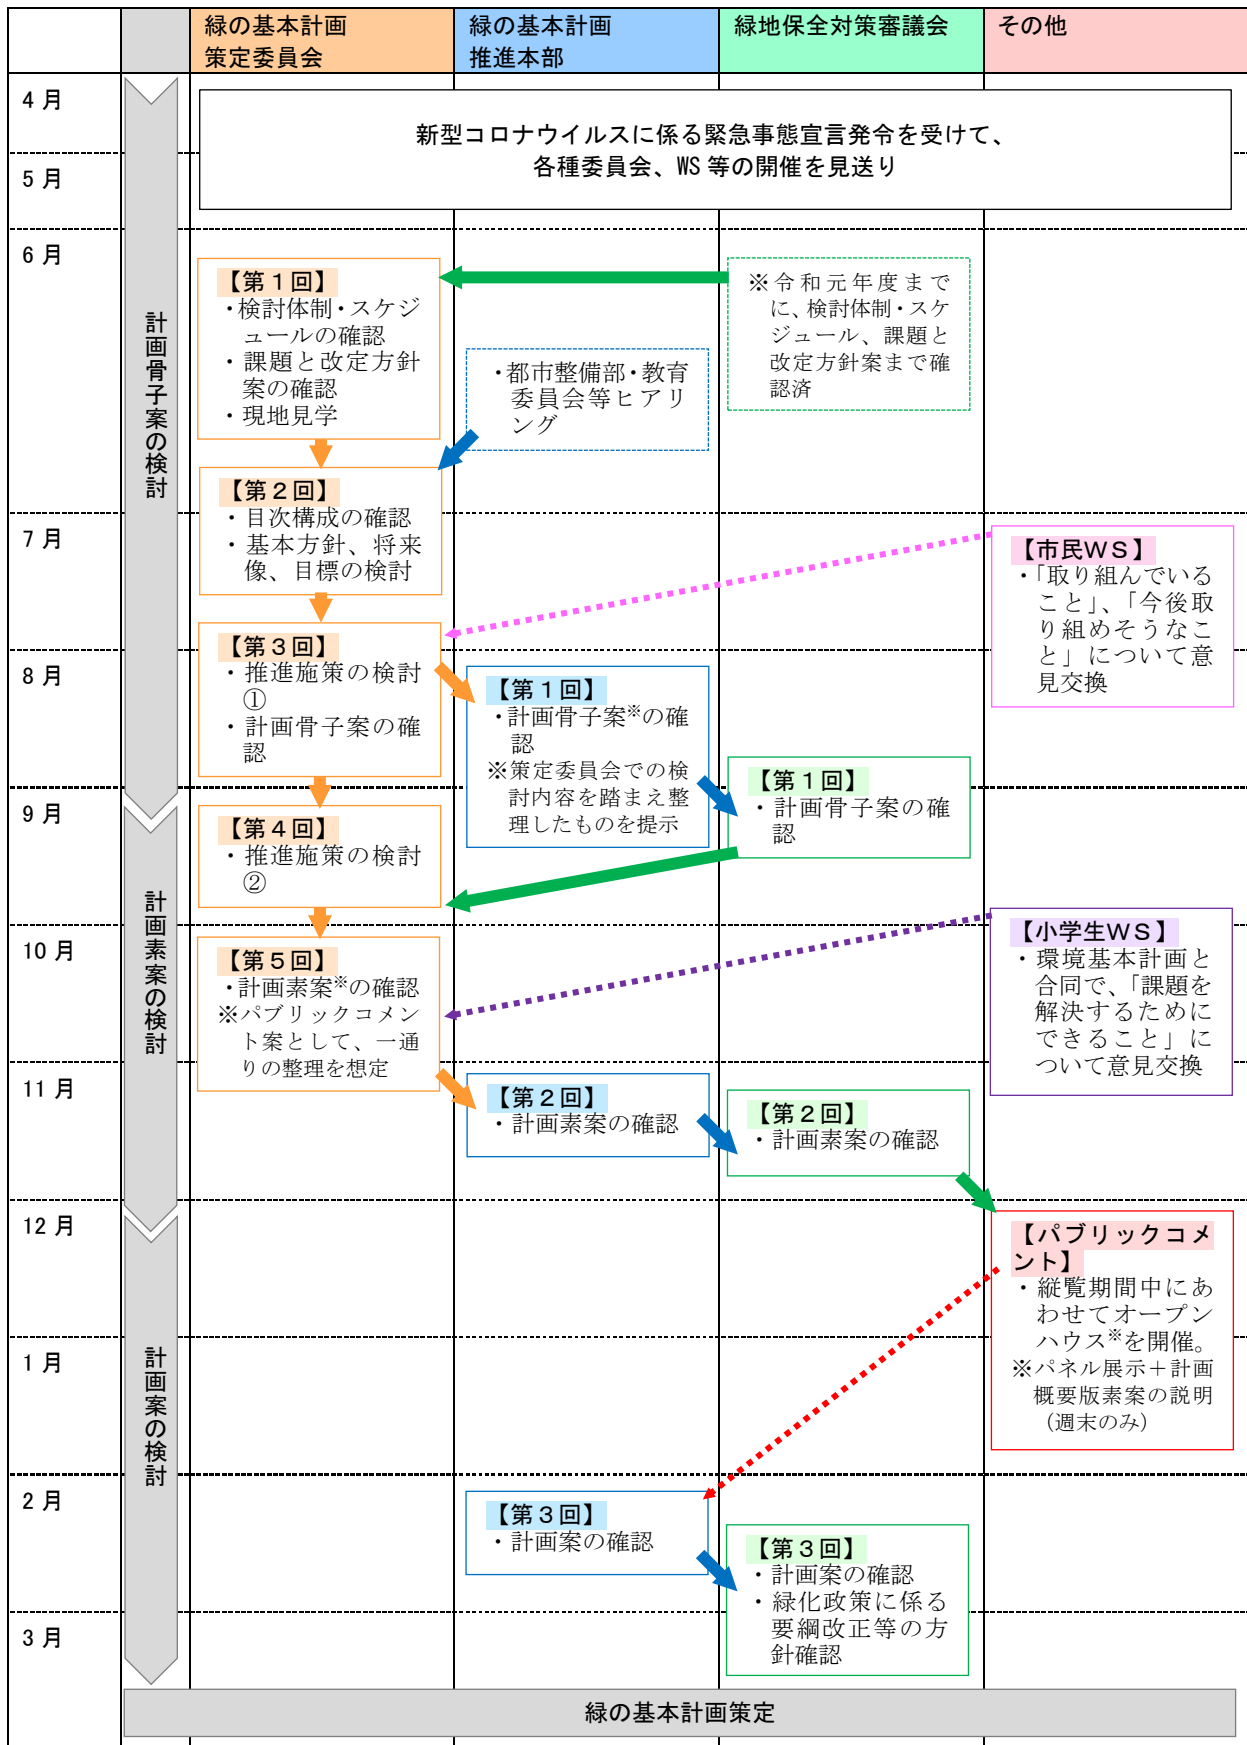 緑の基本計画
策定委員会
緑の基本計画
推進本部
緑地保全対策審議会
その他
4 月
5 月
新型コロナウイルスに係る緊急事態宣言発令を受けて、
各種委員会、WS 等の開催を見送り
計画骨子案の検討
6 月
【第１回】
・検討体制・スケジ
ュールの確認
・課題と改定方針
案の確認
・現地見学
・都市整備部・教育
委員会等ヒアリ
ング
※令和元年度まで
に、検討体制・スケ
ジュール、課題と
改定方針案まで確
認済
【第２回】
・目次構成の確認
・基本方針、将来
像、目標の検討
7 月
【市民ＷＳ】
・「取り組んでいる
こと」、「今後取
り組めそうなこ
と」について意
見交換
【第３回】
・推進施策の検討
①
・計画骨子案の確
認
8 月
【第１回】
・計画骨子案※の確
認
※策定委員会での検
討内容を踏まえ整
理したものを提示
【第１回】
・計画骨子案の確
認
9 月
計画素案の検討
【第４回】
・推進施策の検討
②
10 月
【第５回】
・計画素案※の確認
※パブリックコメン
ト案として、一通
りの整理を想定
【小学生ＷＳ】
・環境基本計画と
合同で、「課題を
解決するために
できること」に
ついて意見交換
11 月
【第２回】
・計画素案の確認
【第２回】
・計画素案の確認
12 月
計画案の検討
【パブリックコメ
ント】
・縦覧期間中にあ
わせてオープン
ハウス※を開催。
※パネル展示＋計画
概要版素案の説明
（週末のみ）
1 月
2 月
【第３回】
・計画案の確認
【第３回】
・計画案の確認
・緑化政策に係る
要綱改正等の方
針確認
3 月
緑の基本計画策定